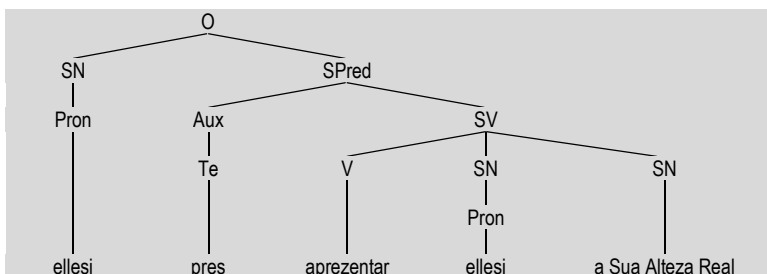 O
SN SPred
Pron Aux SV
Te V SN SN
Pron
ellesi pres aprezentar ellesi a Sua Alteza Real